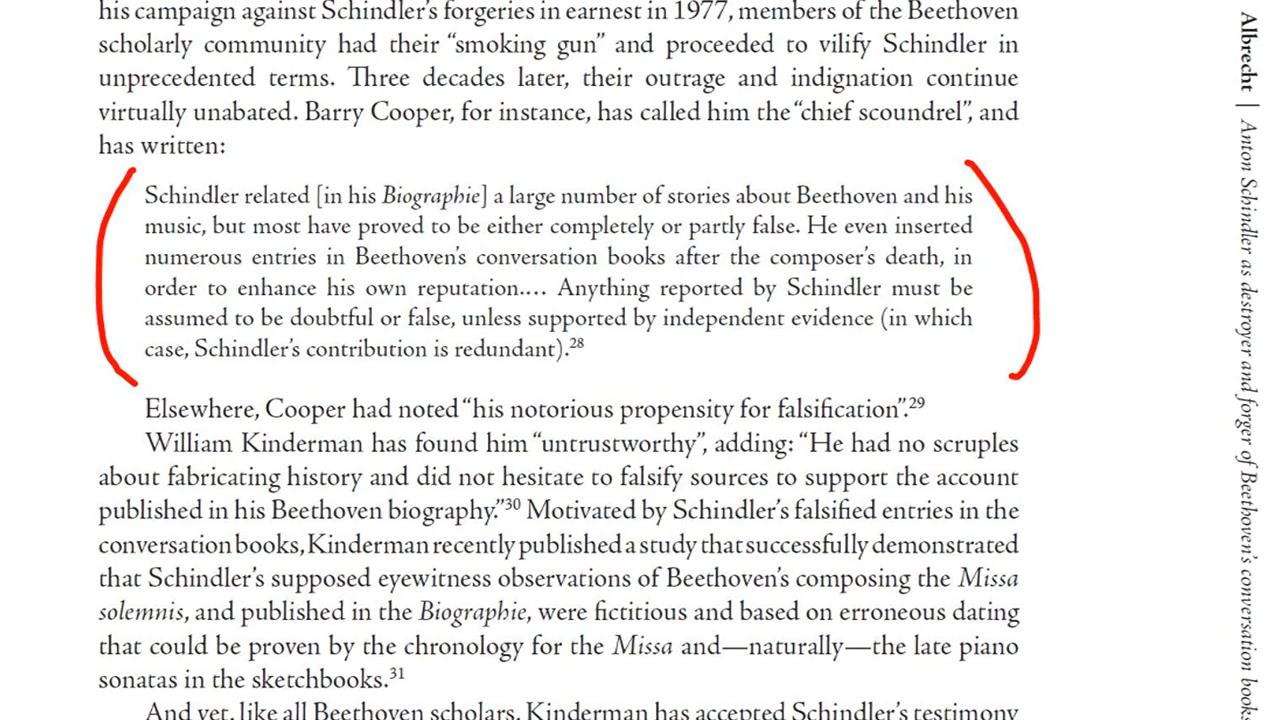 his campaign against Schindler's forgeries in earnest in 1977, members of the Beethoven
scholarly community had their “smoking gun” and proceeded to vilify Schindler in
unprecedented terms. Three decades later, their outrage and indignation continue
virtually unabated. Barry Cooper, for instance, has called him the “chief scoundrel”, and
has written:
Schindler related [in his Biographie] a large number of stories about Beethoven and his
music, but most have proved to be either completely or partly false. He even inserted
numerous entries in Beethoven's conversation books after the composer's death, in
order to enhance his own reputation.... Anything reported by Schindler must be
assumed to be doubtful or false, unless supported by independent evidence (in which
case, Schindler's contribution is redundant).28
Elsewhere, Cooper had noted “his notorious propensity for falsification”.29
William Kinderman has found him “untrustworthy”, adding: “He had no scruples
about fabricating history and did not hesitate to falsify sources to support the account
published in his Beethoven biography.”30 Motivated by Schindler's falsified entries in the
conversation books, Kinderman recently published a study that successfully demonstrated
that Schindler's supposed eyewitness observations of Beethoven's composing the Missa
solemnis, and published in the Biographie, were fictitious and based on erroneous dating
that could be proven by the chronology for the Missa and—naturally—the late piano
sonatas in the sketchbooks.31
And yet, like all Beethoven scholars, Kinderman has accepted Schindler's testimony
Albrecht | Anton Schindler as destroyer and forger of Beethoven's conversation books